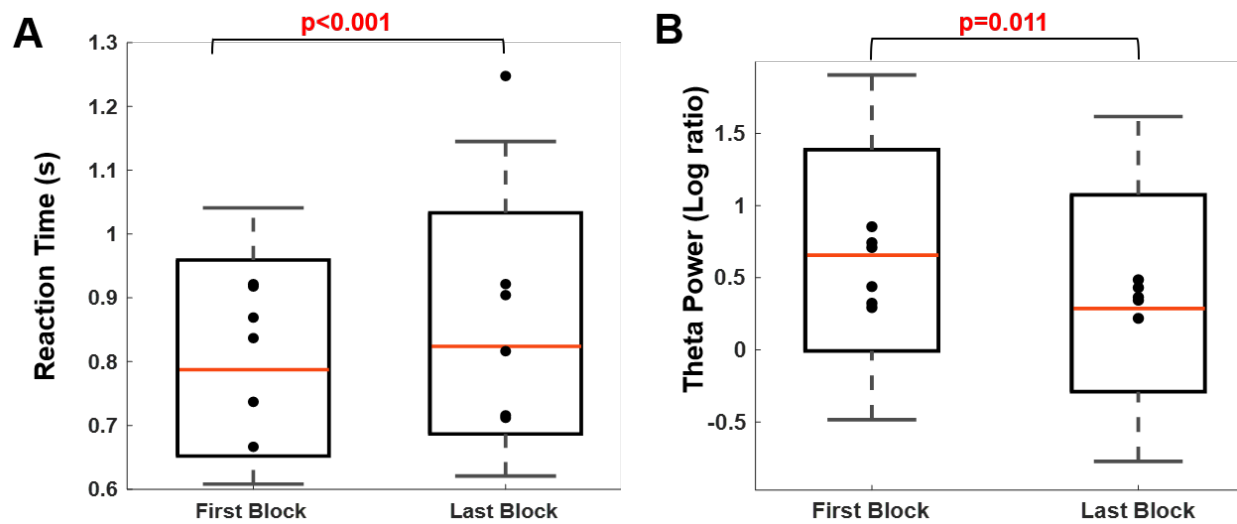 A
p<0.001
Reaction Time (s)
1.3
1.2
1.1
1
0.9
0.8
0.7
0.6
First Block
Last Block
B
p=0.011
Theta Power (Log ratio)
1.5
1
0.5
0
-0.5
First Block
Last Block